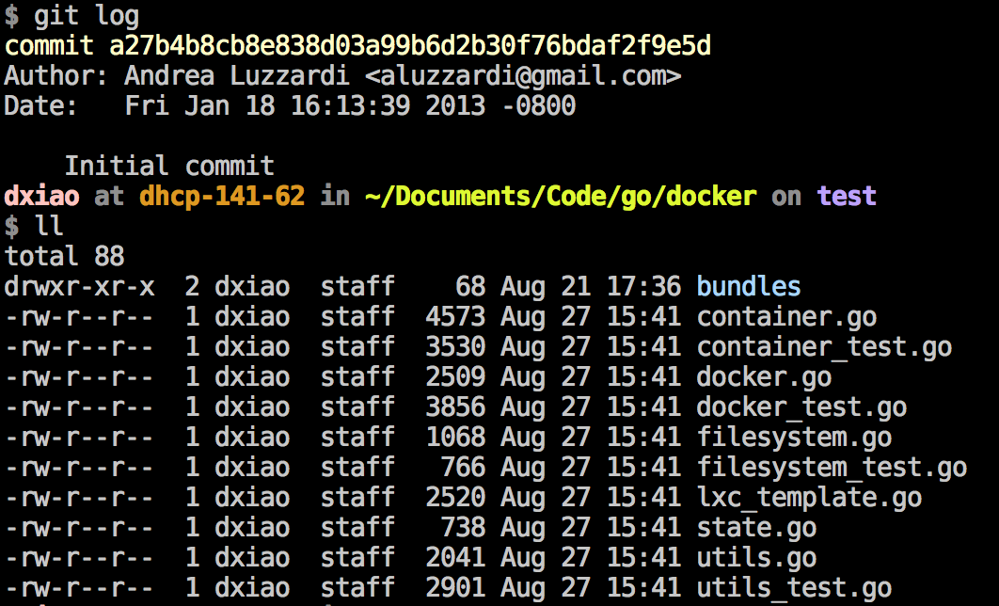 $ git log
commit a27b4b8cb8e838d03a99b6d2b30f76bdaf2f9e5d
Author: Andrea Luzzardi <aluzzardi@gmail.com>
Date:   Fri Jan 18 16:13:39 2013 -0800

    Initial commit
dxiao at dhcp-141-62 in ~/Documents/Code/go/docker on test
$ ll
total 88
drwxr-xr-x  2 dxiao  staff    68 Aug 21 17:36 bundles
-rw-r--r--  1 dxiao  staff  4573 Aug 27 15:41 container.go
-rw-r--r--  1 dxiao  staff  3530 Aug 27 15:41 container_test.go
-rw-r--r--  1 dxiao  staff  2509 Aug 27 15:41 docker.go
-rw-r--r--  1 dxiao  staff  3856 Aug 27 15:41 docker_test.go
-rw-r--r--  1 dxiao  staff  1068 Aug 27 15:41 filesystem.go
-rw-r--r--  1 dxiao  staff   766 Aug 27 15:41 filesystem_test.go
-rw-r--r--  1 dxiao  staff  2520 Aug 27 15:41 lxc_template.go
-rw-r--r--  1 dxiao  staff   738 Aug 27 15:41 state.go
-rw-r--r--  1 dxiao  staff  2041 Aug 27 15:41 utils.go
-rw-r--r--  1 dxiao  staff  2901 Aug 27 15:41 utils_test.go